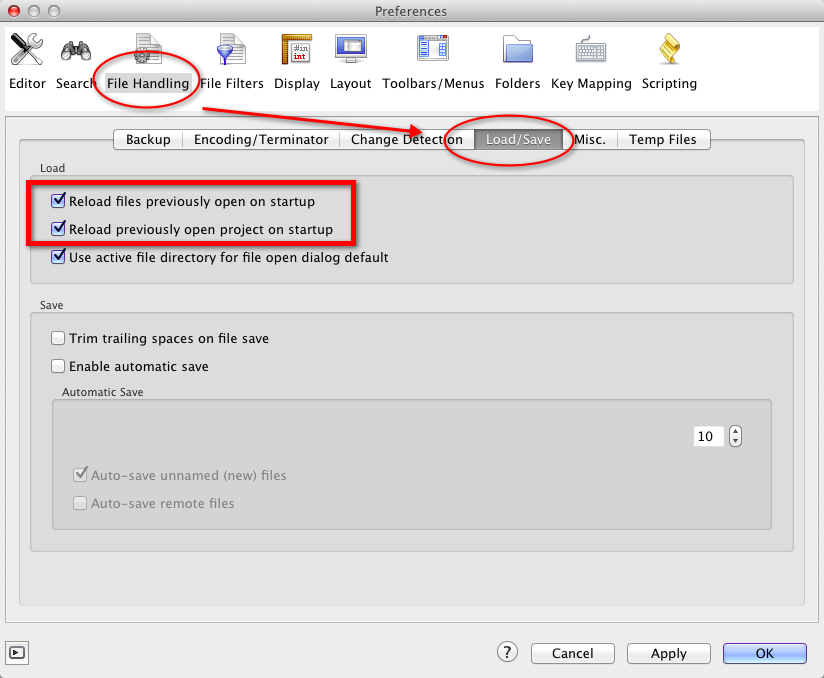 Preferences
Editor Search File Handling File Filters Display Layout Toolbars/Menus Folders Key Mapping Scripting
Backup Encoding/Terminator Change Detection Load/Save Misc. Temp Files
Load
Reload files previously open on startup
Reload previously open project on startup
Use active file directory for file open dialog default
Save
Trim trailing spaces on file save
Enable automatic save
Automatic Save
10
Auto-save unnamed (new) files
Auto-save remote files
? Cancel Apply OK